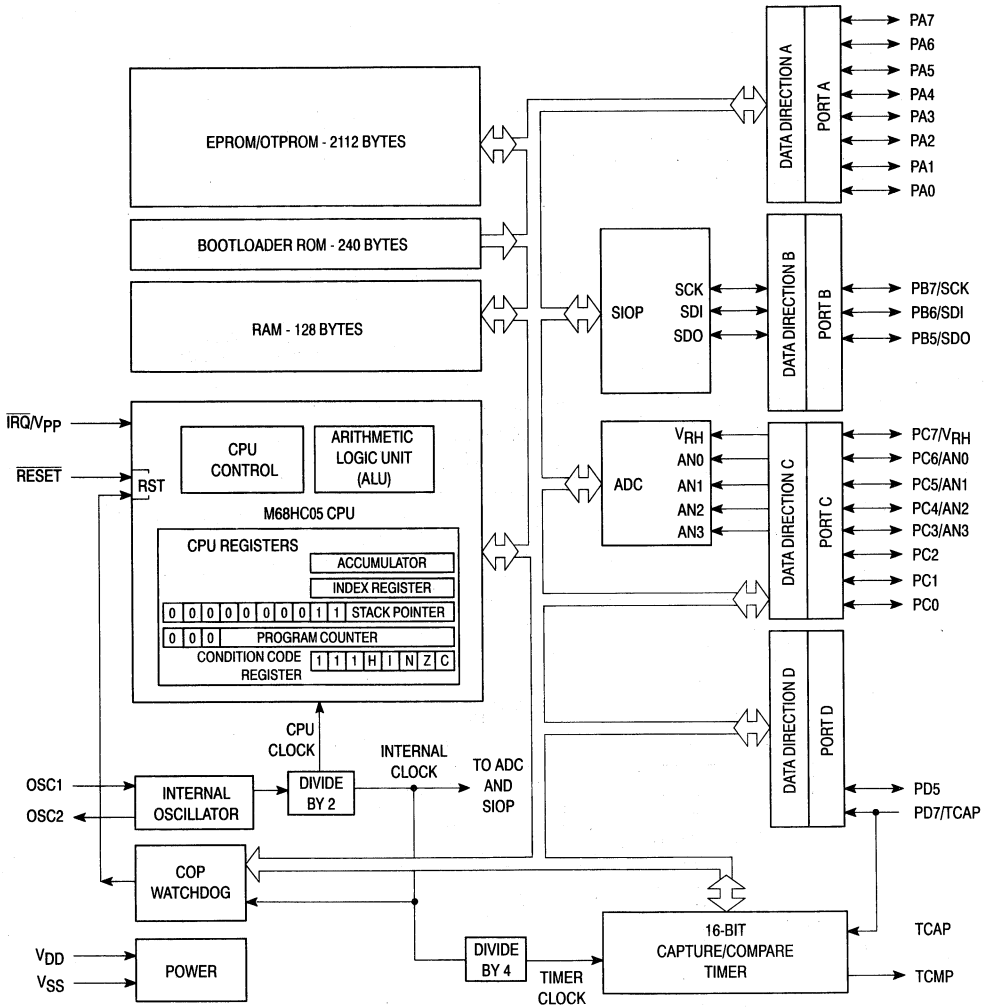 EPROM/OTPROM - 2112 BYTES
BOOTLOADER ROM - 240 BYTES
RAM - 128 BYTES
IRQ/VPP
RESET
RST
CPU
CONTROL
ARITHMETIC
LOGIC UNIT
(ALU)
M68HC05 CPU
CPU REGISTERS
ACCUMULATOR
INDEX REGISTER
0 0 0 0 0 0 0 0 1 1 STACK POINTER
0 0 0 PROGRAM COUNTER
CONDITION CODE
REGISTER
1 1 1 H I N Z C
CPU
CLOCK
INTERNAL
CLOCK
TO ADC
AND
SIOP
OSC1
OSC2
INTERNAL
OSCILLATOR
DIVIDE
BY 2
COP
WATCHDOG
VDD
VSS
POWER
DIVIDE
BY 4
TIMER
CLOCK
16-BIT
CAPTURE/COMPARE
TIMER
TCAP
TCMP
DATA DIRECTION A
PORT A
PA7
PA6
PA5
PA4
PA3
PA2
PA1
PA0
SIOP
SCK
SDI
SDO
DATA DIRECTION B
PORT B
PB7/SCK
PB6/SDI
PB5/SDO
ADC
VRH
AN0
AN1
AN2
AN3
DATA DIRECTION C
PORT C
PC7/VRH
PC6/AN0
PC5/AN1
PC4/AN2
PC3/AN3
PC2
PC1
PC0
DATA DIRECTION D
PORT D
PD5
PD7/TCAP